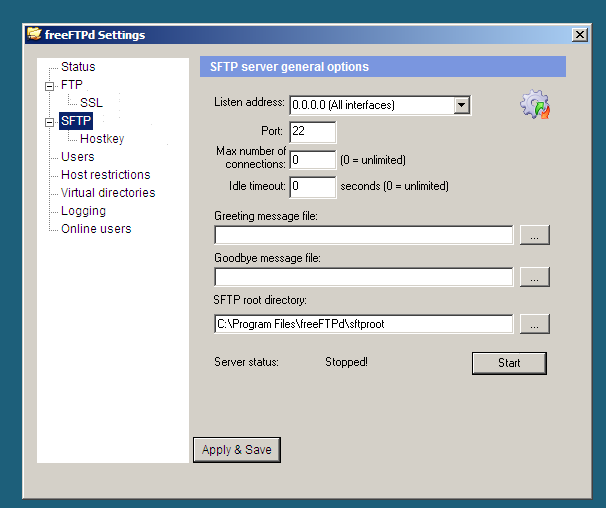 freeFTPd Settings
Status
FTP
SSL
SFTP
Hostkey
Users
Host restrictions
Virtual directories
Logging
Online users
SFTP server general options
Listen address: 0.0.0.0 (All interfaces)
Port: 22
Max number of
connections: 0 (0 = unlimited)
Idle timeout: 0 seconds (0 = unlimited)
Greeting message file:
...
Goodbye message file:
...
SFTP root directory:
C:\Program Files\freeFTPd\sftproot ...
Server status: Stopped! Start
Apply & Save